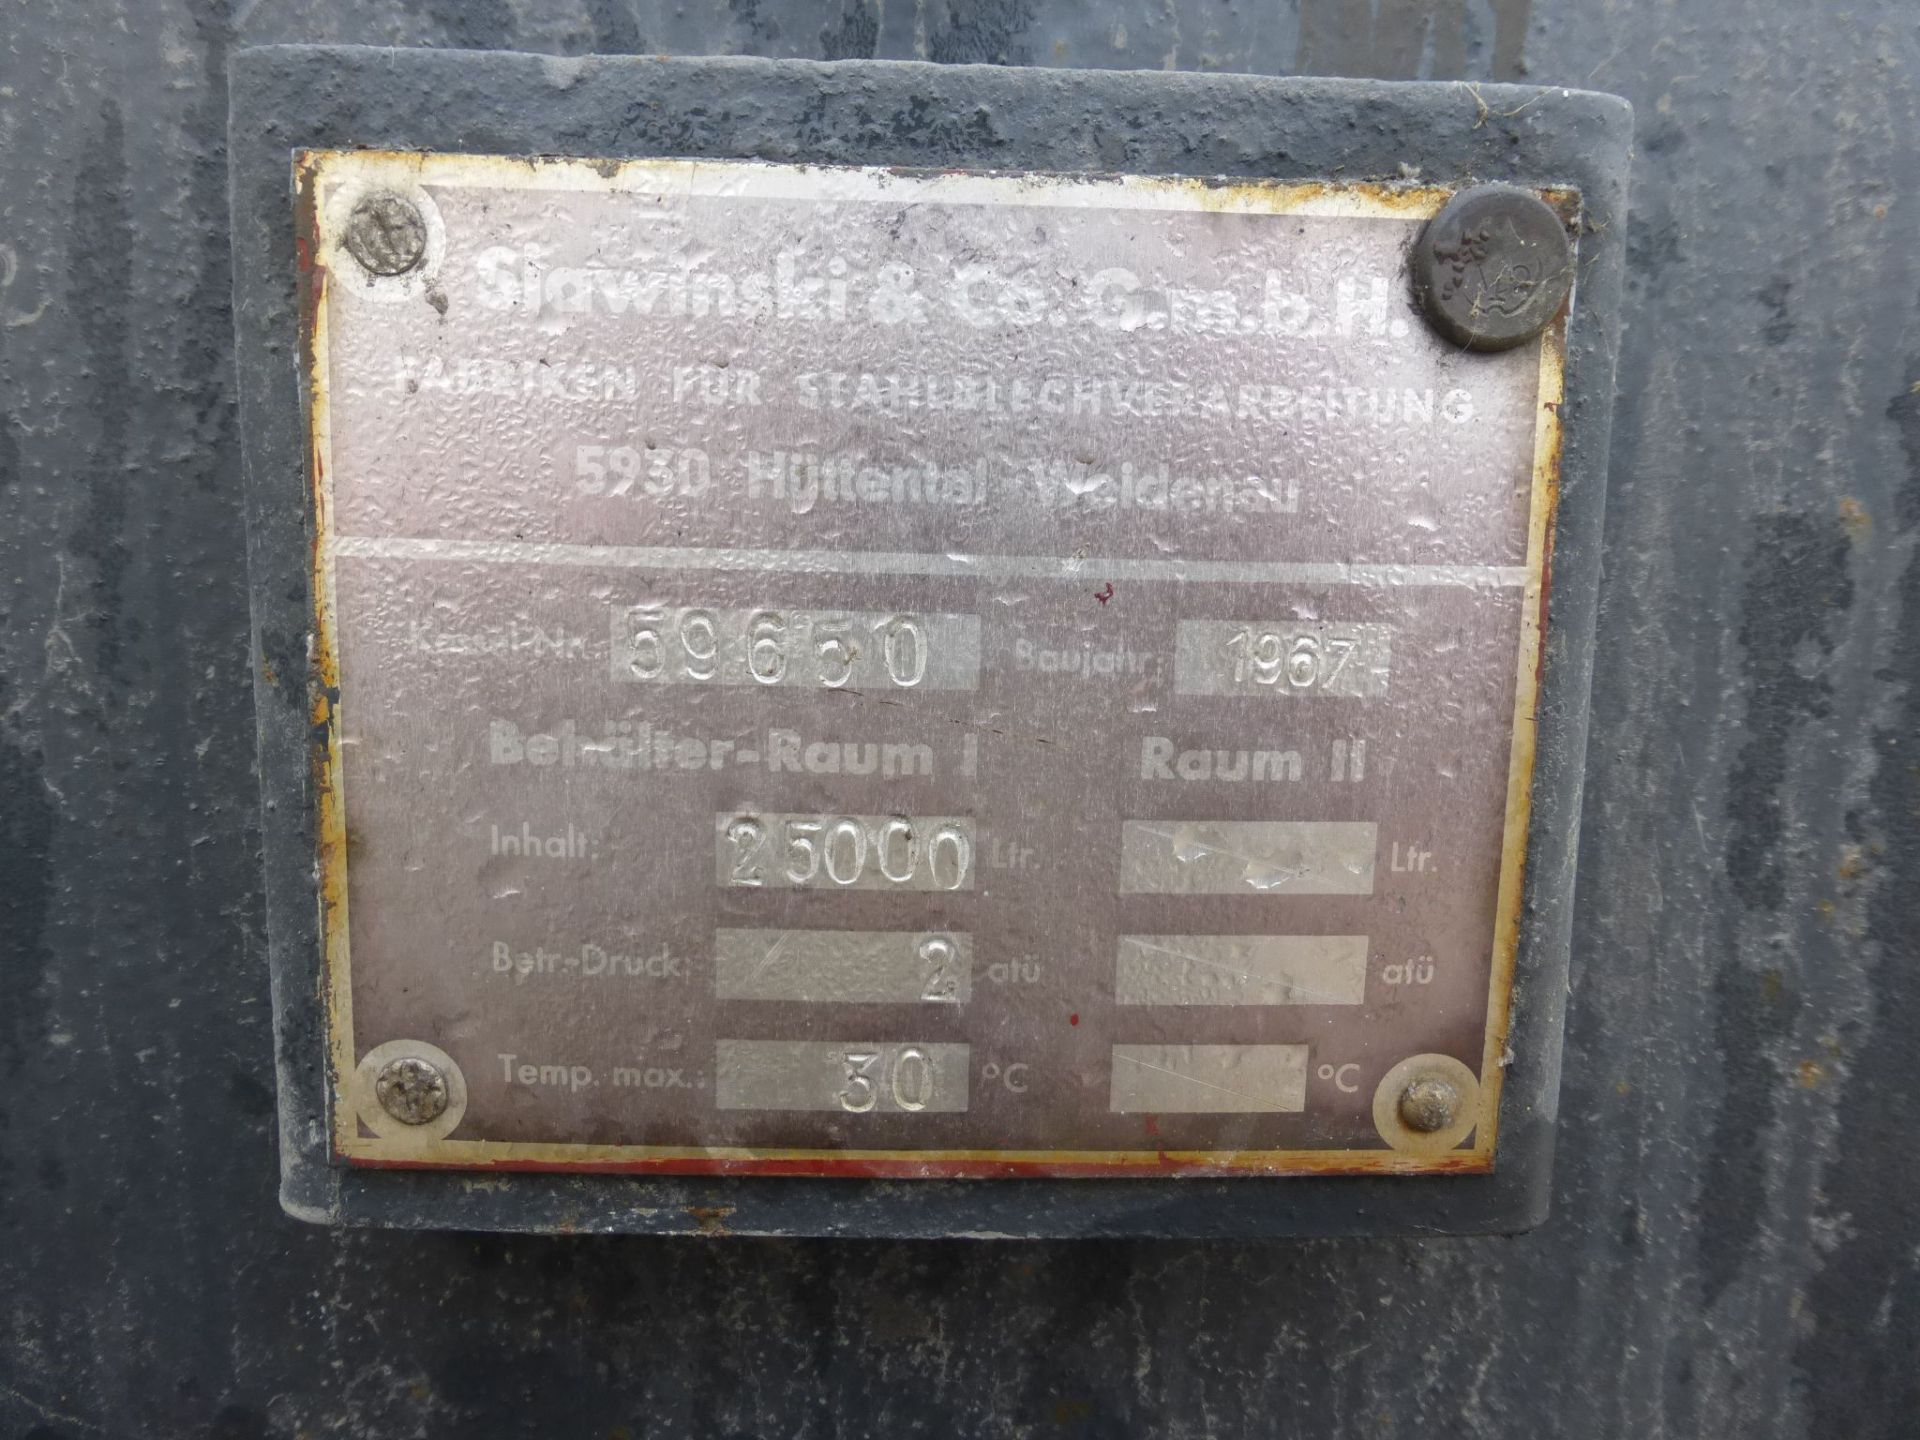 Sjawinski & Co. G.m.b.H.
FABRIKEN FÜR STAHLBLECHVERARBEITUNG
5930 Hüttental-Weidenau
Kessel-Nr. 59650 Baujahr: 1967
Behälter-Raum I Raum II
Inhalt: 25000 Ltr. Ltr.
Betr.-Druck: 2 atü atü
Temp. max.: 30 °C °C